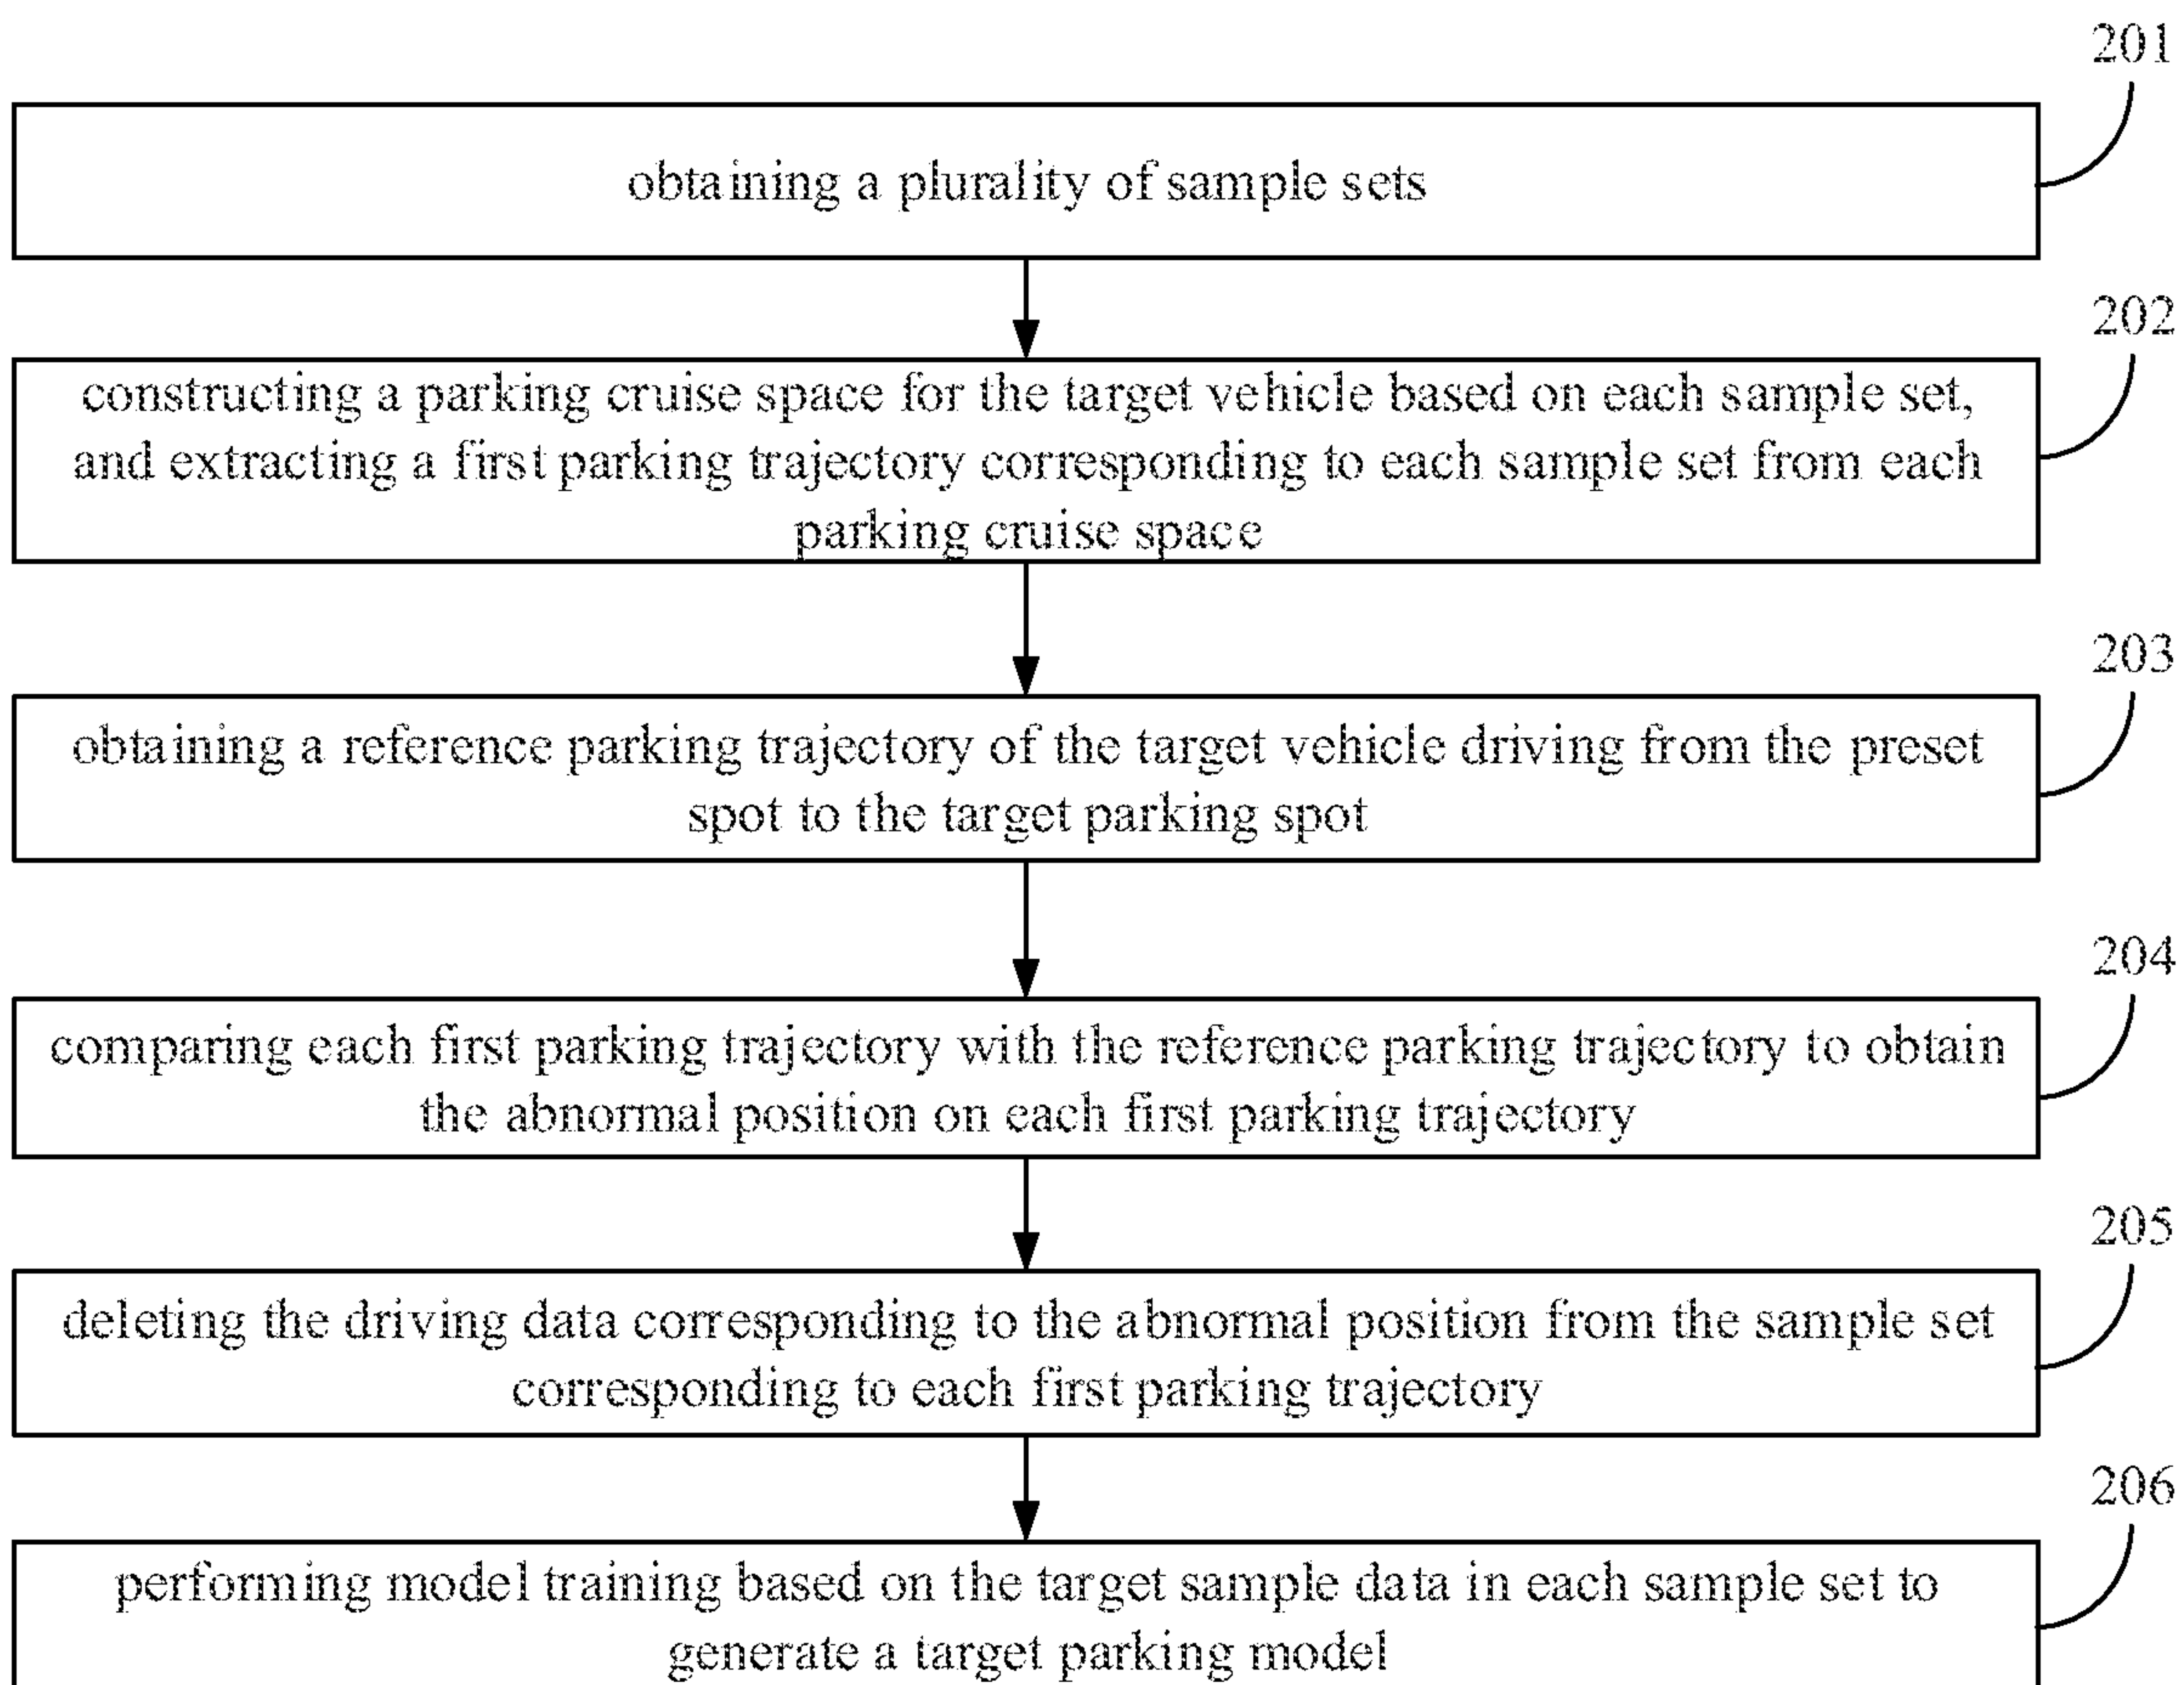 201
obtaining a plurality of sample sets
202
constructing a parking cruise space for the target vehicle based on each sample set,
and extracting a first parking trajectory corresponding to each sample set from each
parking cruise space
203
obtaining a reference parking trajectory of the target vehicle driving from the preset
spot to the target parking spot
204
comparing each first parking trajectory with the reference parking trajectory to obtain
the abnormal position on each first parking trajectory
205
deleting the driving data corresponding to the abnormal position from the sample set
corresponding to each first parking trajectory
206
performing model training based on the target sample data in each sample set to
generate a target parking model